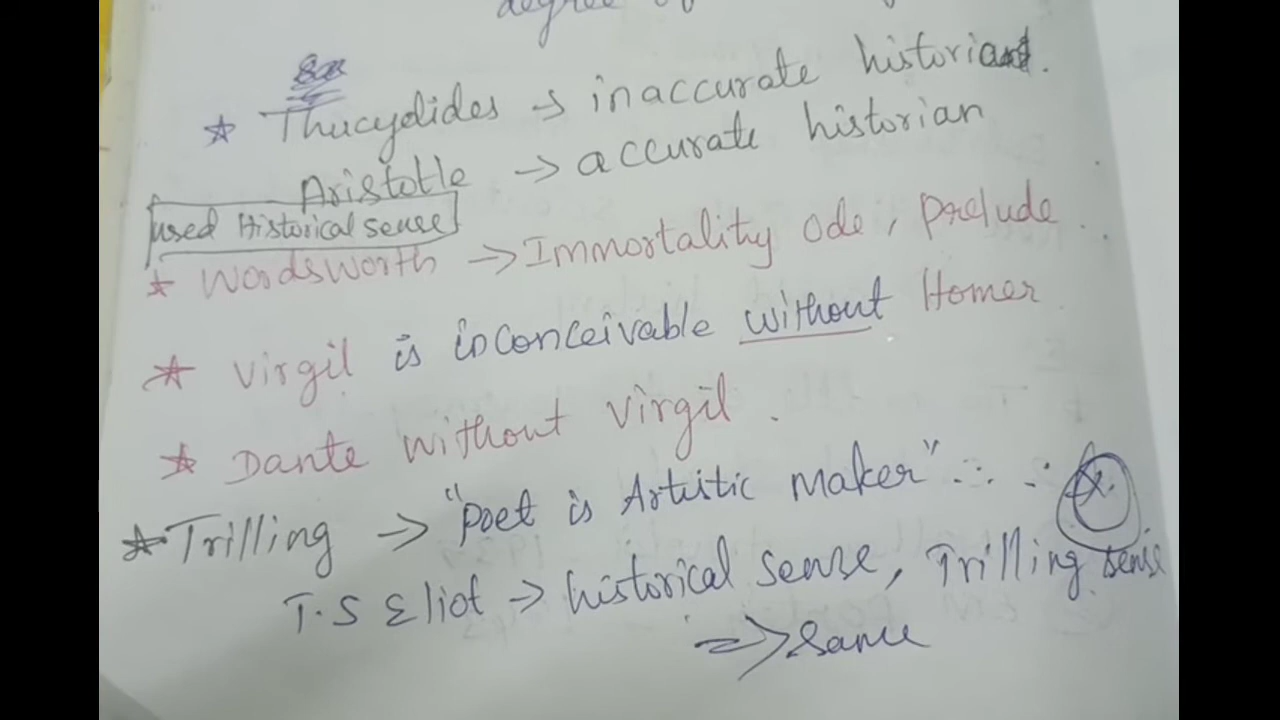 degree of
★ Thucydides → inaccurate historian.
Aristotle → accurate historian
used Historical sense
★ Wordsworth → Immortality ode, prelude
★ Virgil is inconceivable without Homer
★ Dante without Virgil.
★ Trilling → "Poet is Artistic maker"
T.S Eliot → historical sense, Trilling sense
⇒ same